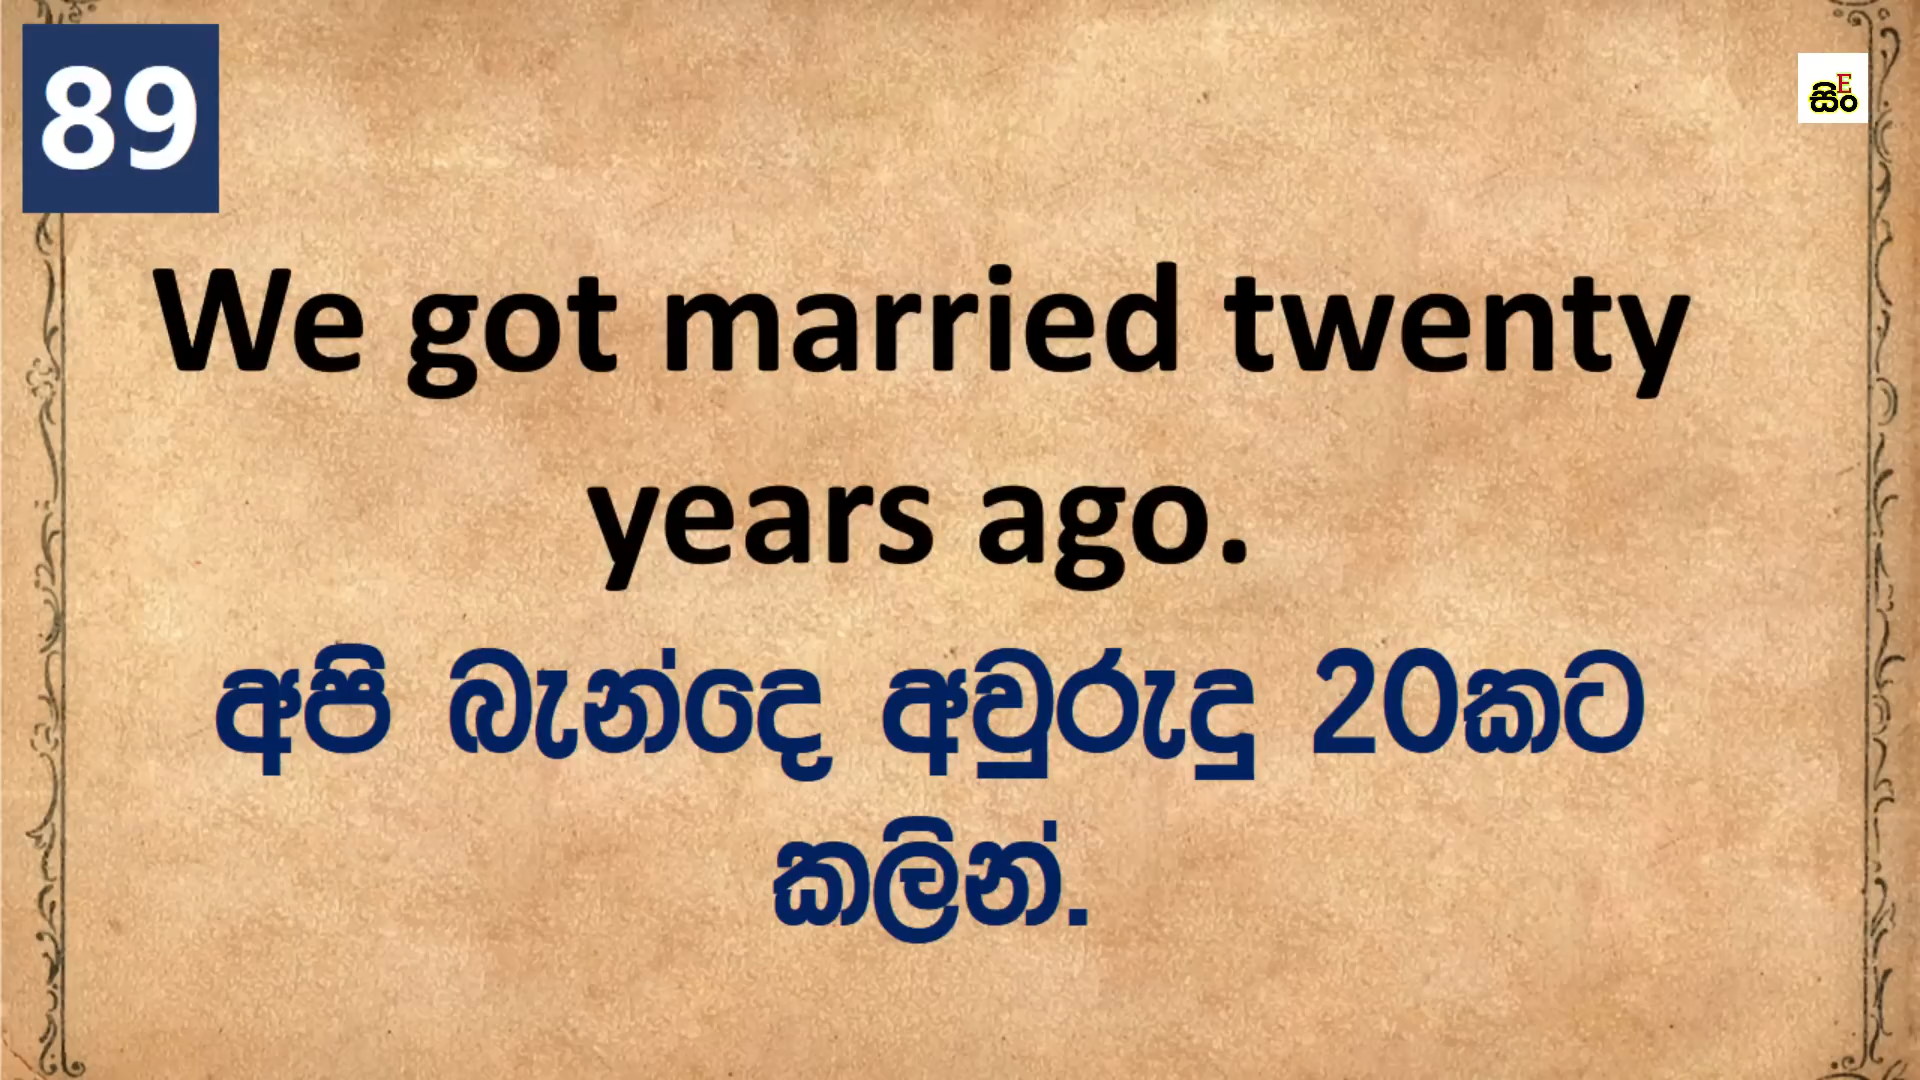 89
E
සිං
We got married twenty
years ago.
අපි බැන්දෙ අවුරුදු 20කට
කලින්.